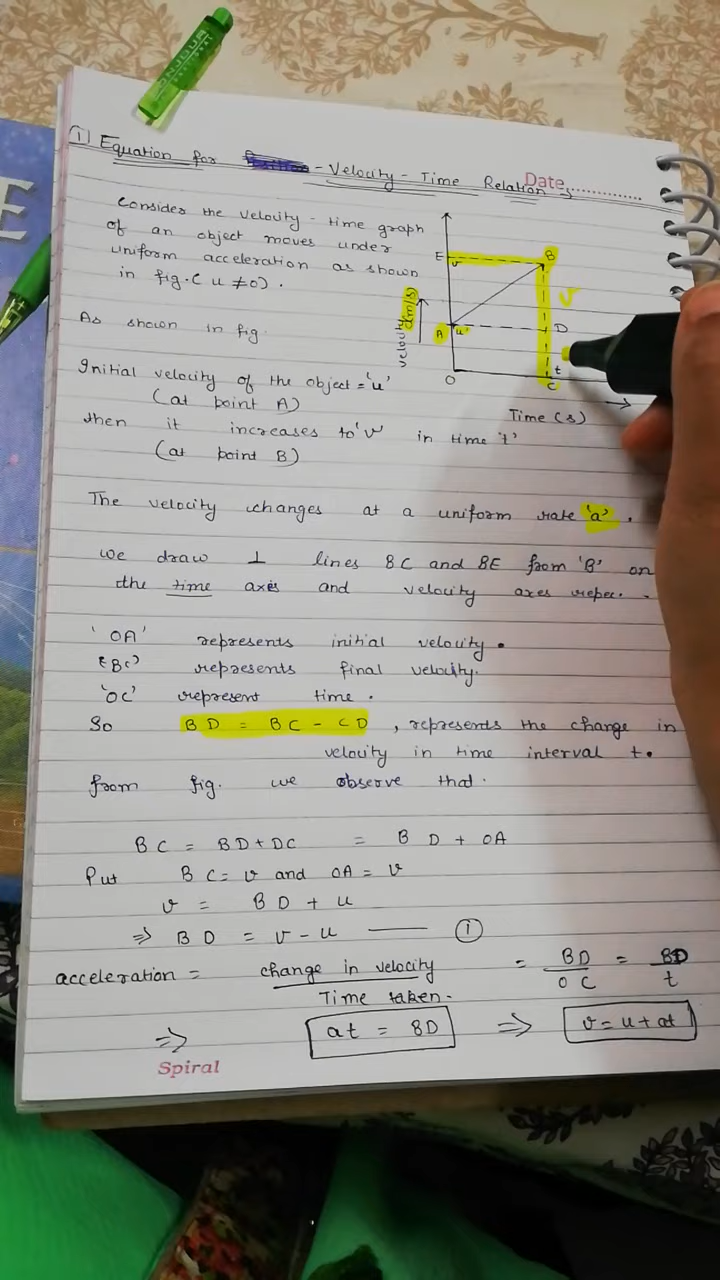 ① Equation for - Velocity - Time Relation
Date
Consider the velocity - time graph
of an object moves under
uniform acceleration as shown
in fig. (u ≠ 0).
As shown in fig.
E
v
B
v
A
u
D
t
O
C
velocity (m/s)
Time (s)
Initial velocity of the object = 'u'
(at point A)
then it increases to 'v' in time 't'
(at point B)
The velocity changes at a uniform rate 'a'.
we draw ⊥ lines BC and BE from 'B' on
the time axis and velocity axes repec.
'OA' represents initial velocity.
'BC' represents final velocity.
'OC' represent time.
So BD = BC - CD, represents the change in
velocity in time interval t.
from fig. we observe that.
BC = BD + DC = BD + OA
Put BC = v and OA = v
v = BD + u
⇒ BD = v - u — ①
acceleration = change in velocity / Time taken. = BD / OC = BD / t
⇒ at = BD ⇒ v = u + at
Spiral